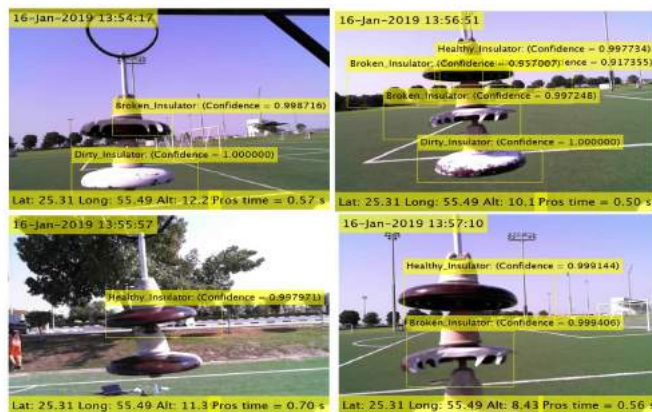 16-Jan-2019 13:54:17
Broken_Insulator: (Confidence = 0.998716)
Dirty_Insulator: (Confidence = 1.000000)
Lat: 25.31 Long: 55.49 Alt: 12.2 Pros time = 0.57 s
16-Jan-2019 13:56:51
Healthy_Insulator: (Confidence = 0.997734)
Broken_Insulator: (Confidence = 0.957007)
= 0.917355)
Broken_Insulator: (Confidence = 0.997248)
Dirty_Insulator: (Confidence = 1.000000)
Lat: 25.31 Long: 55.49 Alt: 10.1 Pros time = 0.50 s
16-Jan-2019 13:55:57
Healthy_Insulator: (Confidence = 0.997971)
Lat: 25.31 Long: 55.49 Alt: 11.3 Pros time = 0.70 s
16-Jan-2019 13:57:10
Healthy_Insulator: (Confidence = 0.999144)
Broken_Insulator: (Confidence = 0.999406)
Lat: 25.31 Long: 55.49 Alt: 8.43 Pros time = 0.56 s